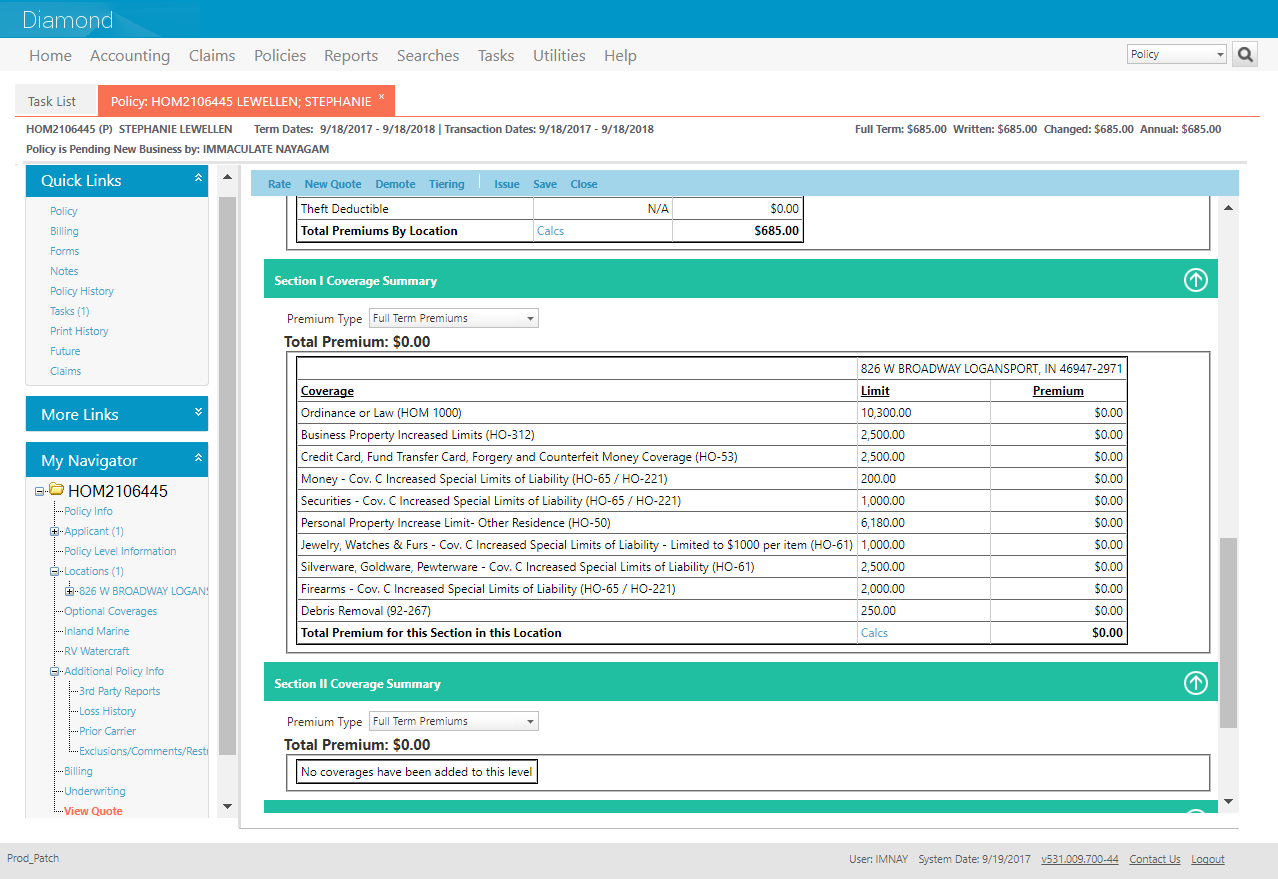 Diamond
Home Accounting Claims Policies Reports Searches Tasks Utilities Help Policy
Task List Policy: HOM2106445 LEWELLEN; STEPHANIE ×
HOM2106445 (P) STEPHANIE LEWELLEN Term Dates: 9/18/2017 - 9/18/2018 | Transaction Dates: 9/18/2017 - 9/18/2018 Full Term: $685.00 Written: $685.00 Changed: $685.00 Annual: $685.00
Policy is Pending New Business by: IMMACULATE NAYAGAM
Quick Links
Policy
Billing
Forms
Notes
Policy History
Tasks (1)
Print History
Future
Claims
More Links
My Navigator
HOM2106445
Policy Info
Applicant (1)
Policy Level Information
Locations (1)
826 W BROADWAY LOGANS
Optional Coverages
Inland Marine
RV Watercraft
Additional Policy Info
3rd Party Reports
Loss History
Prior Carrier
Exclusions/Comments/Restr
Billing
Underwriting
View Quote
Rate New Quote Demote Tiering Issue Save Close
Theft Deductible N/A $0.00
Total Premiums By Location Calcs $685.00
Section I Coverage Summary
Premium Type Full Term Premiums
Total Premium: $0.00
826 W BROADWAY LOGANSPORT, IN 46947-2971
Coverage Limit Premium
Ordinance or Law (HOM 1000) 10,300.00 $0.00
Business Property Increased Limits (HO-312) 2,500.00 $0.00
Credit Card, Fund Transfer Card, Forgery and Counterfeit Money Coverage (HO-53) 2,500.00 $0.00
Money - Cov. C Increased Special Limits of Liability (HO-65 / HO-221) 200.00 $0.00
Securities - Cov. C Increased Special Limits of Liability (HO-65 / HO-221) 1,000.00 $0.00
Personal Property Increase Limit- Other Residence (HO-50) 6,180.00 $0.00
Jewelry, Watches & Furs - Cov. C Increased Special Limits of Liability - Limited to $1000 per item (HO-61) 1,000.00 $0.00
Silverware, Goldware, Pewterware - Cov. C Increased Special Limits of Liability (HO-61) 2,500.00 $0.00
Firearms - Cov. C Increased Special Limits of Liability (HO-65 / HO-221) 2,000.00 $0.00
Debris Removal (92-267) 250.00 $0.00
Total Premium for this Section in this Location Calcs $0.00
Section II Coverage Summary
Premium Type Full Term Premiums
Total Premium: $0.00
No coverages have been added to this level
Prod_Patch User: IMNAY System Date: 9/19/2017 v531.009.700-44 Contact Us Logout